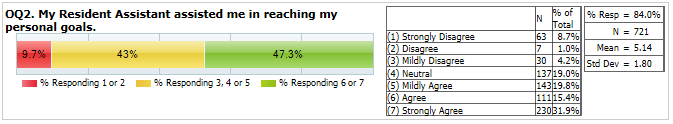 OQ2. My Resident Assistant assisted me in reaching my
personal goals.
9.7% 43% 47.3%
% Responding 1 or 2 % Responding 3, 4 or 5 % Responding 6 or 7
N % of Total
(1) Strongly Disagree 63 8.7%
(2) Disagree 7 1.0%
(3) Mildly Disagree 30 4.2%
(4) Neutral 137 19.0%
(5) Mildly Agree 143 19.8%
(6) Agree 111 15.4%
(7) Strongly Agree 230 31.9%
% Resp = 84.0%
N = 721
Mean = 5.14
Std Dev = 1.80